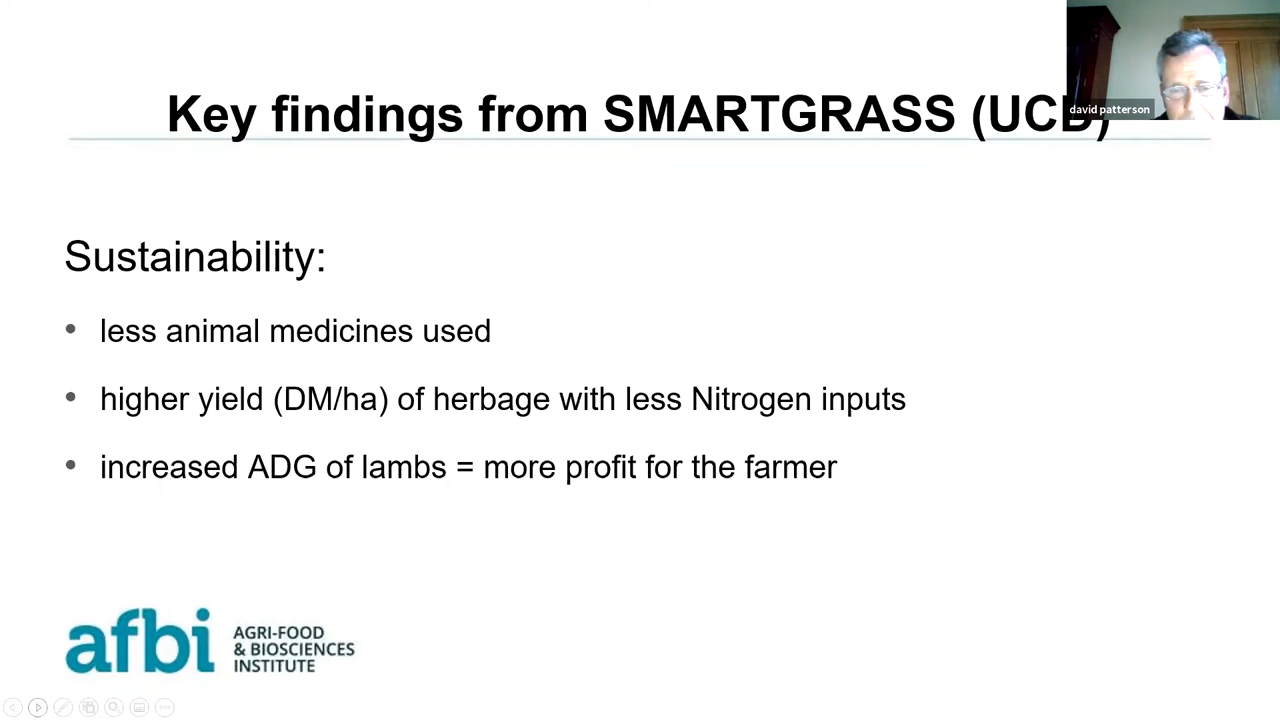 Key findings from SMARTGRASS (UCD)
david patterson
Sustainability:
• less animal medicines used
• higher yield (DM/ha) of herbage with less Nitrogen inputs
• increased ADG of lambs = more profit for the farmer
afbi
AGRI-FOOD
& BIOSCIENCES
INSTITUTE